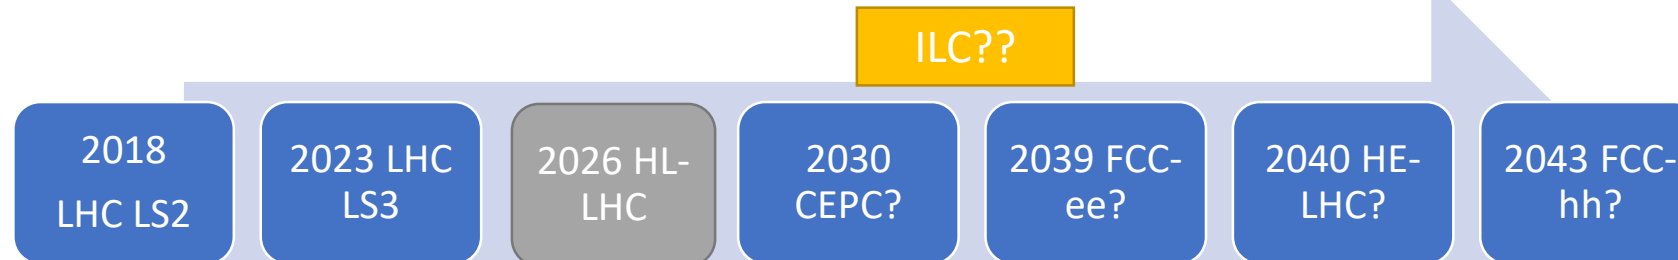 ILC??
2018
LHC LS2
2023 LHC
LS3
2026 HL-
LHC
2030
CEPC?
2039 FCC-
ee?
2040 HE-
LHC?
2043 FCC-
hh?